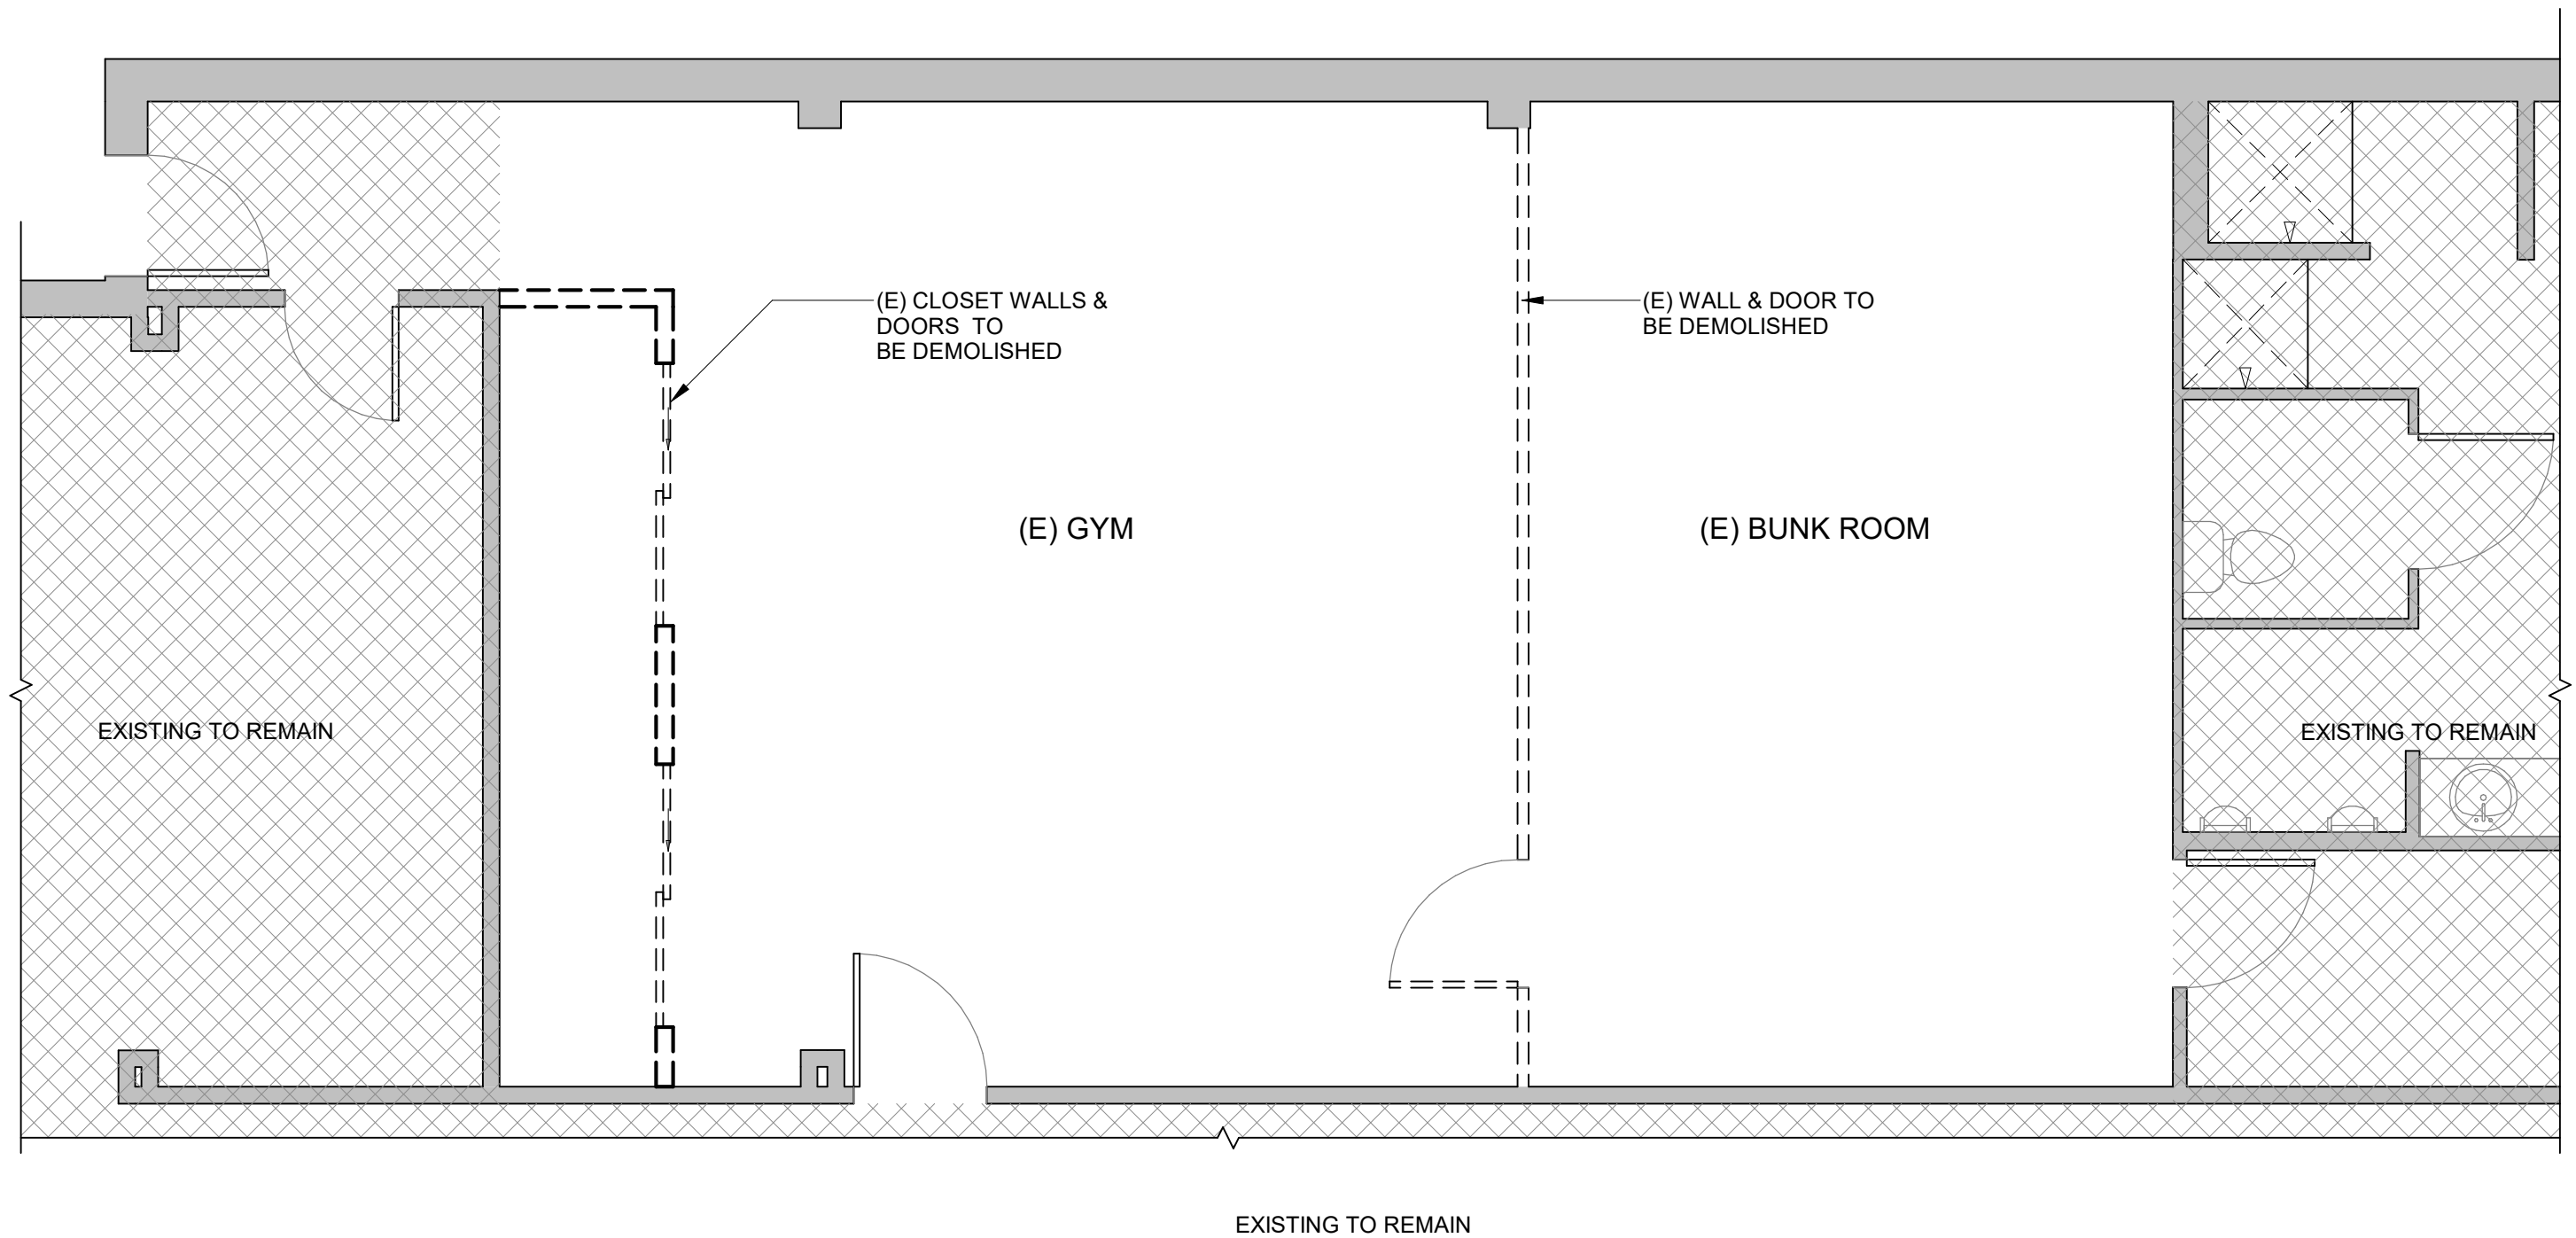 (E) CLOSET WALLS &
DOORS TO
BE DEMOLISHED
(E) WALL & DOOR TO
BE DEMOLISHED
(E) GYM
(E) BUNK ROOM
EXISTING TO REMAIN
EXISTING TO REMAIN
EXISTING TO REMAIN